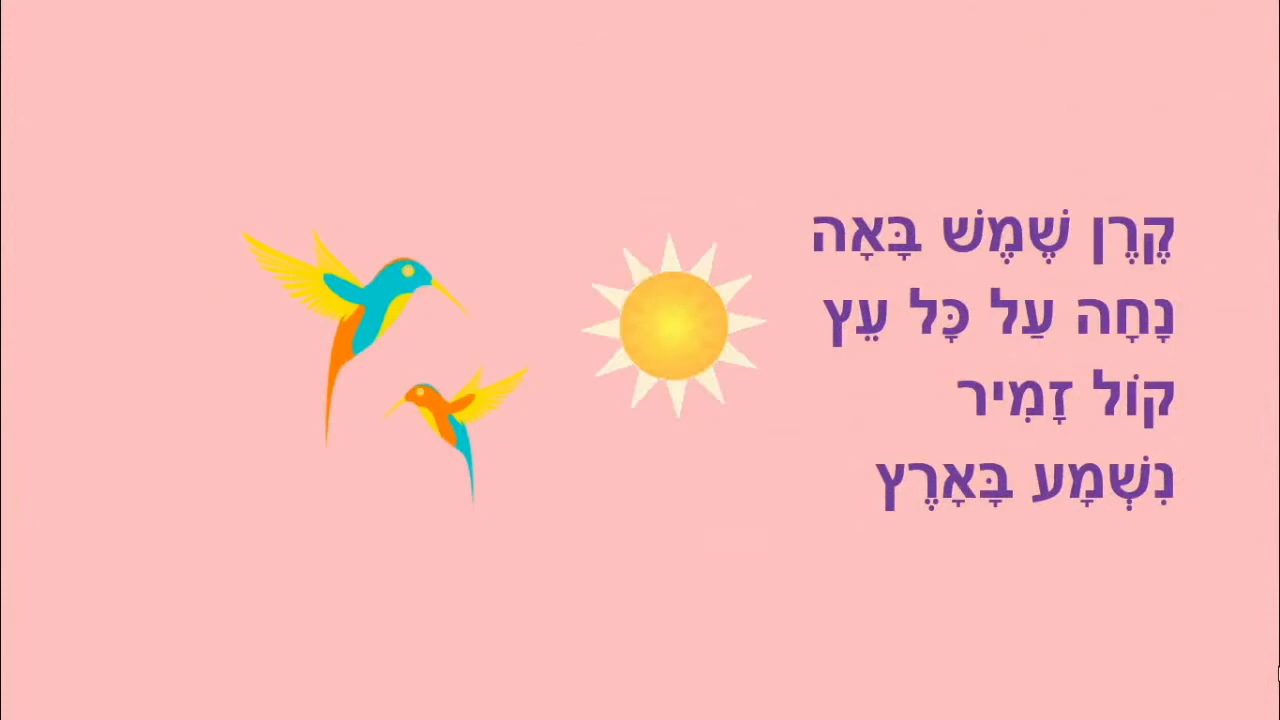 קֶרֶן שֶׁמֶשׁ בָּאָה
נָחָה עַל כָּל עֵץ
קוֹל זָמִיר
נִשְׁמָע בָּאָרֶץ